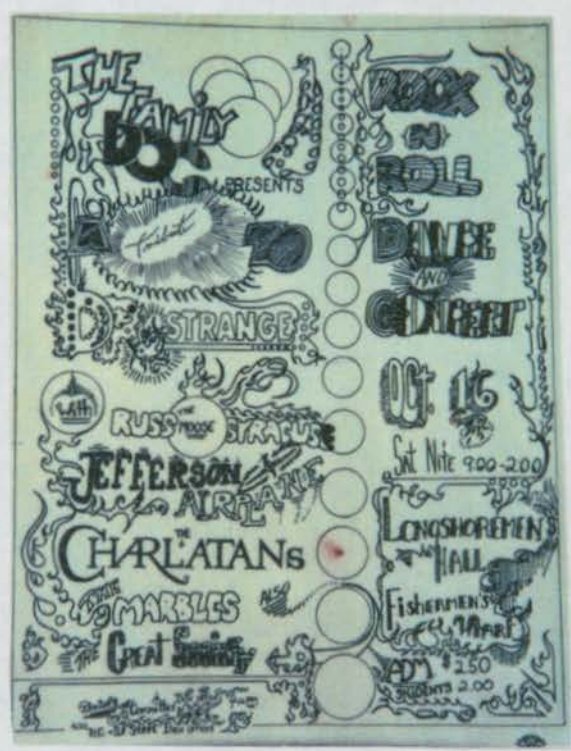 THE
FAMILY
DOG
PRESENTS
A Tribute TO
DR. STRANGE
with
RUSS THE MOOSE SYRACUSE
JEFFERSON
AIRPLANE
THE
CHARLATANS
MARBLES
ALSO
THE GREAT Society
ROCK
N
ROLL
DANCE
AND
CONCERT
OCT. 16
Sat. Nite 9:00-2:00
LONGSHOREMEN'S
HALL
FISHERMEN'S
WHARF
ADM $2.50
STUDENTS 2.00